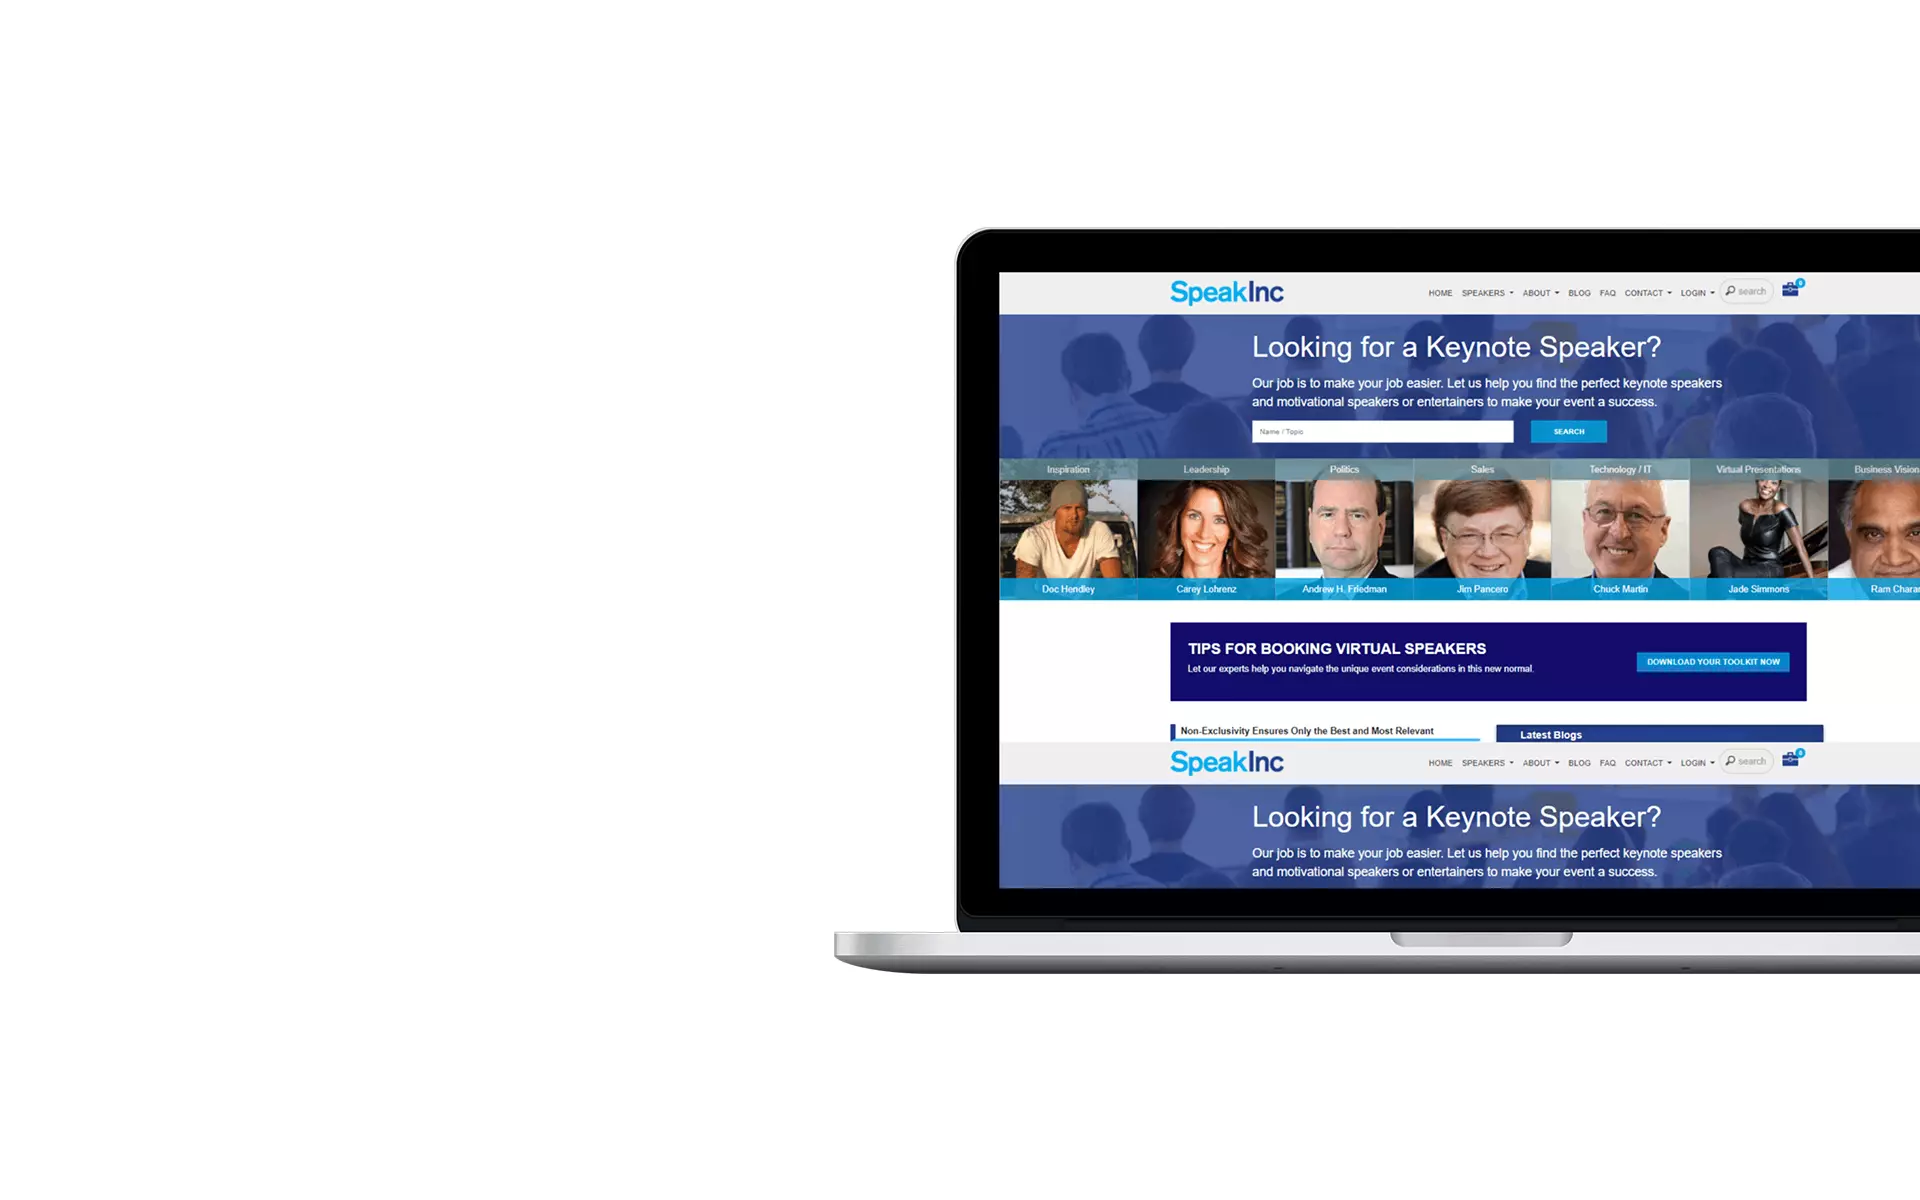 SpeakInc
HOME SPEAKERS ABOUT BLOG FAQ CONTACT LOGIN search 0
Looking for a Keynote Speaker?
Our job is to make your job easier. Let us help you find the perfect keynote speakers
and motivational speakers or entertainers to make your event a success.
Name / Topic SEARCH
Inspiration Leadership Politics Sales Technology / IT Virtual Presentations Business Vision
Doc Hendley Carey Lohrenz Andrew H. Friedman Jim Pancero Chuck Martin Jade Simmons Ram Charan
TIPS FOR BOOKING VIRTUAL SPEAKERS
Let our experts help you navigate the unique event considerations in this new normal.
DOWNLOAD YOUR TOOLKIT NOW
Non-Exclusivity Ensures Only the Best and Most Relevant
Latest Blogs
SpeakInc
HOME SPEAKERS ABOUT BLOG FAQ CONTACT LOGIN search 0
Looking for a Keynote Speaker?
Our job is to make your job easier. Let us help you find the perfect keynote speakers
and motivational speakers or entertainers to make your event a success.